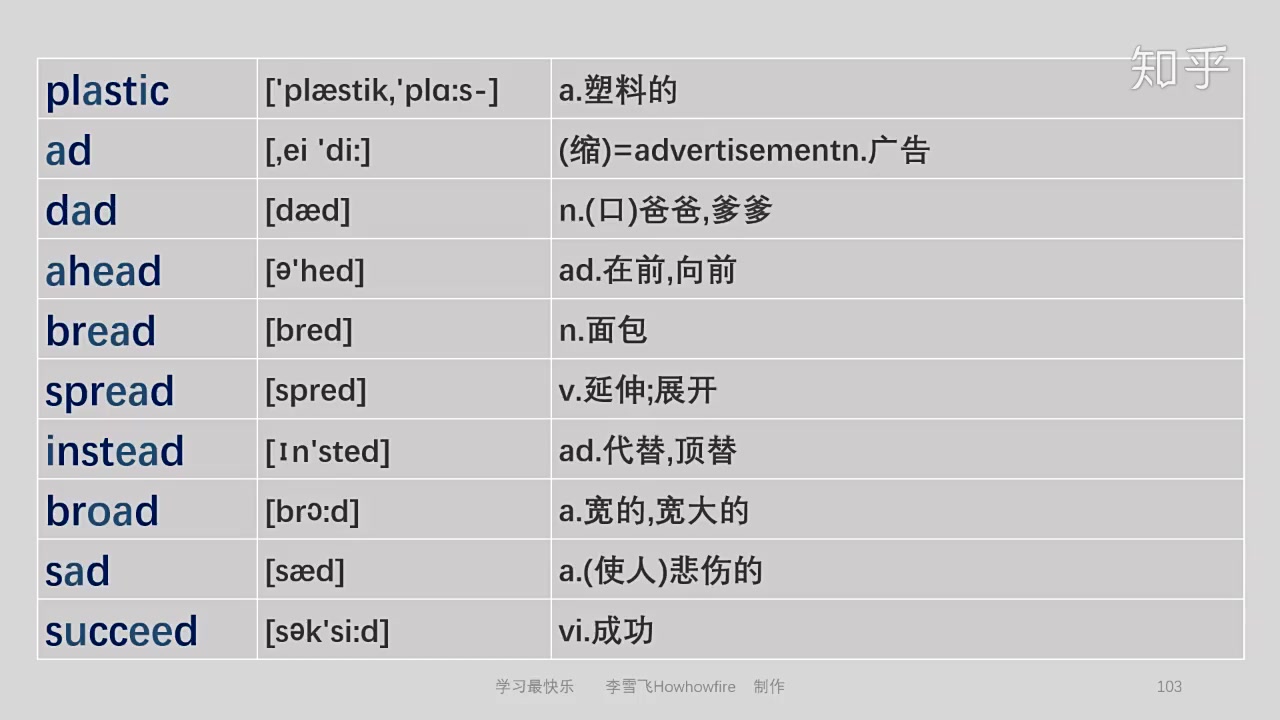 知乎
plastic ['plæstik,'plɑ:s-] a.塑料的
ad [,ei 'di:] (缩)=advertisementn.广告
dad [dæd] n.(口)爸爸,爹爹
ahead [ə'hed] ad.在前,向前
bread [bred] n.面包
spread [spred] v.延伸;展开
instead [ɪn'sted] ad.代替,顶替
broad [brɔ:d] a.宽的,宽大的
sad [sæd] a.(使人)悲伤的
succeed [sək'si:d] vi.成功
学习最快乐 李雪飞Howhowfire 制作 103